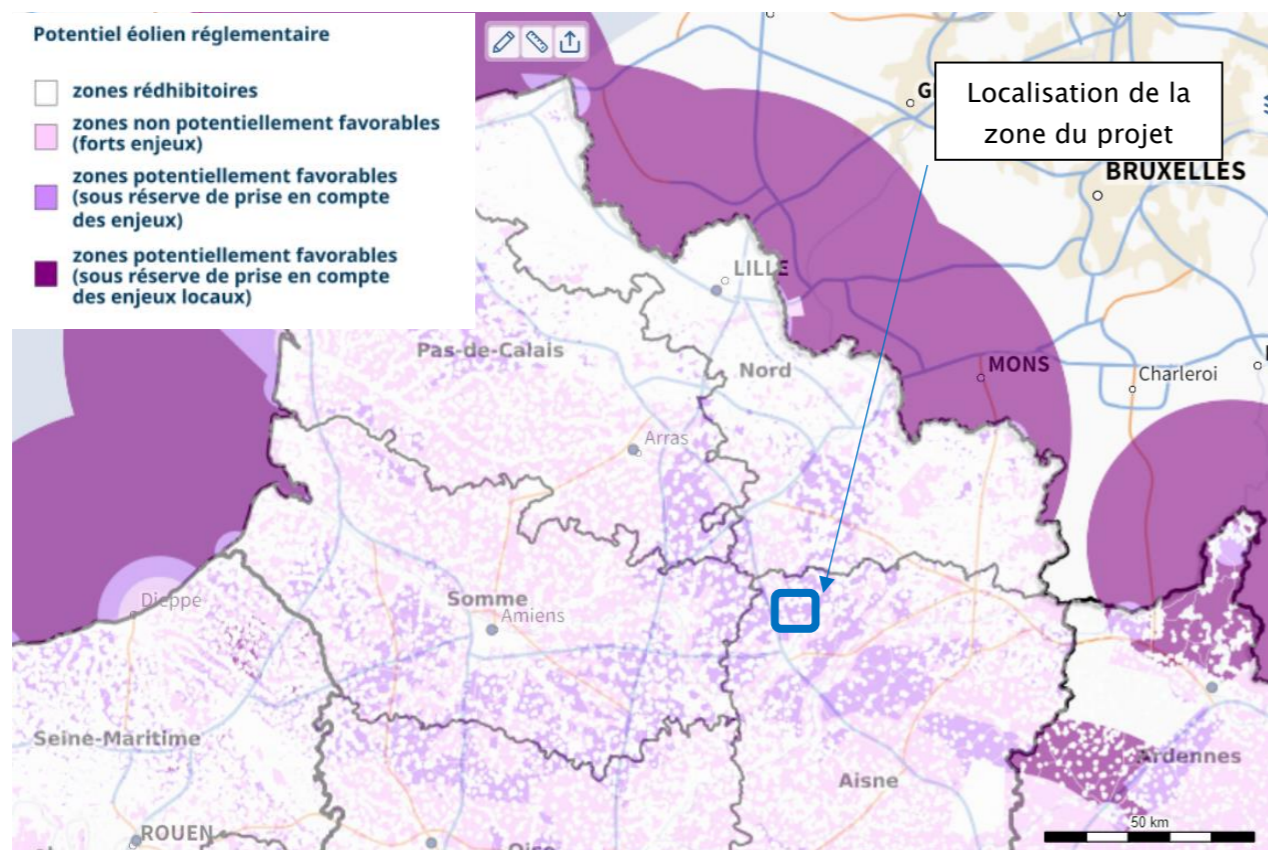 Potentiel éolien réglementaire
zones rédhibitoires
zones non potentiellement favorables
(forts enjeux)
zones potentiellement favorables
(sous réserve de prise en compte
des enjeux)
zones potentiellement favorables
(sous réserve de prise en compte
des enjeux locaux)
Localisation de la
zone du projet
G
BRUXELLES
LILLE
Pas-de-Calais
Nord
MONS
Charleroi
Arras
Dieppe
Somme
Amiens
Seine-Maritime
Ardennes
Aisne
50 km
ROUEN
Oise